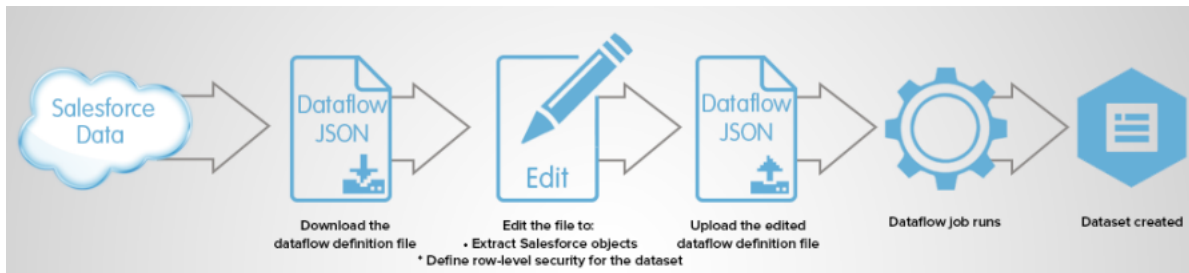 Salesforce
Data
Dataflow
JSON
Download the
dataflow definition file
Edit
Edit the file to:
• Extract Salesforce objects
* Define row-level security for the dataset
Dataflow
JSON
Upload the edited
dataflow definition file
Dataflow job runs
Dataset created